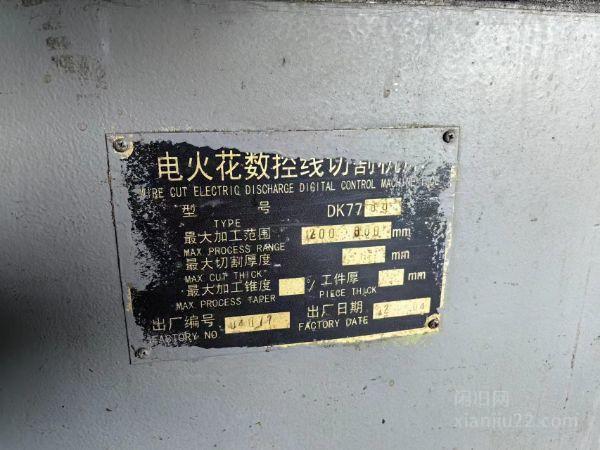 电火花数控线切割机床
WIRE CUT ELECTRIC DISCHARGE DIGITAL CONTROL MACHINE
型 号 DK77
TYPE
最大加工范围 mm
MAX PROCESS RANGE
最大切割厚度 mm
MAX CUT THICK
最大加工锥度 / 工件厚 mm
MAX PROCESS TAPER PIECE THICK
出厂编号 出厂日期
FACTORY NO FACTORY DATE
闲旧网
xianjiu22.com